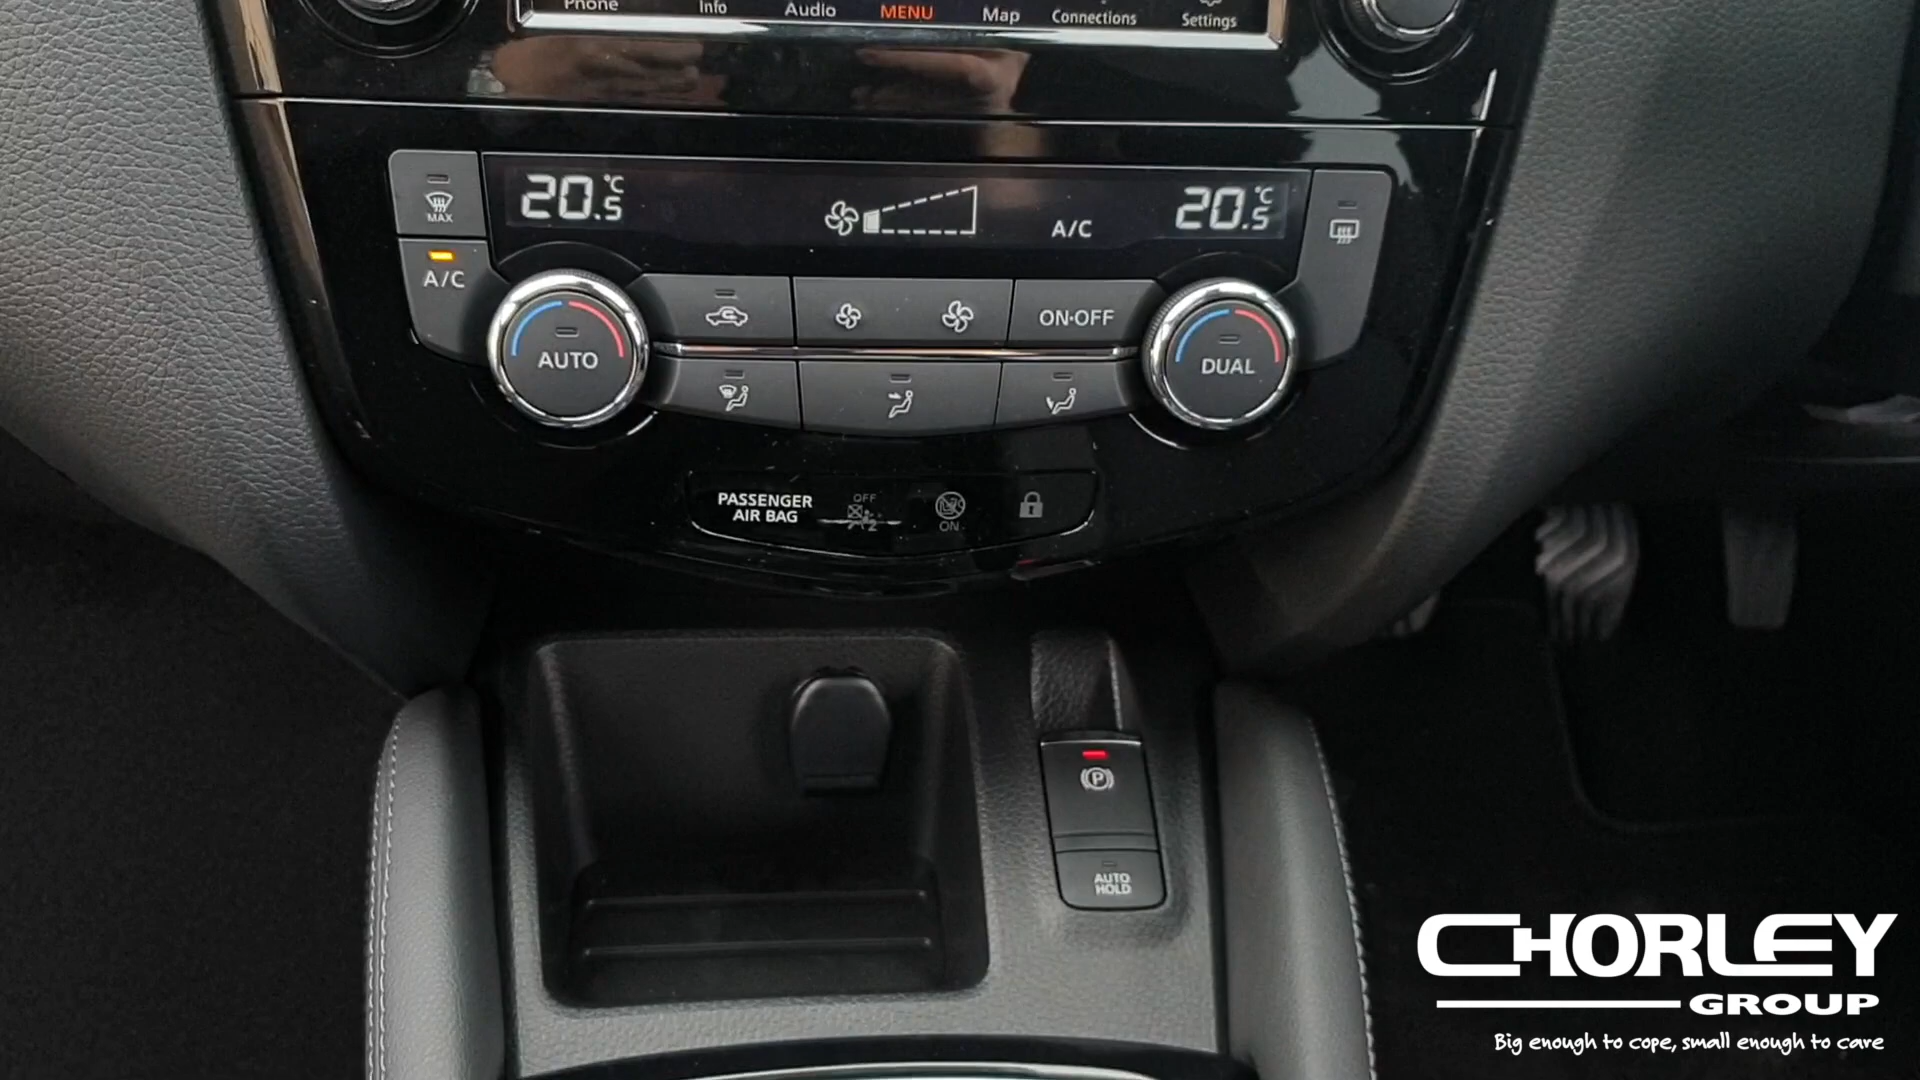 Phone Info Audio MENU Map Connections Settings
20.5 °C A/C 20.5 °C
MAX
A/C
AUTO
ON·OFF
DUAL
PASSENGER
AIR BAG
OFF
2
ON
P
AUTO
HOLD
CHORLEY
GROUP
Big enough to cope, small enough to care